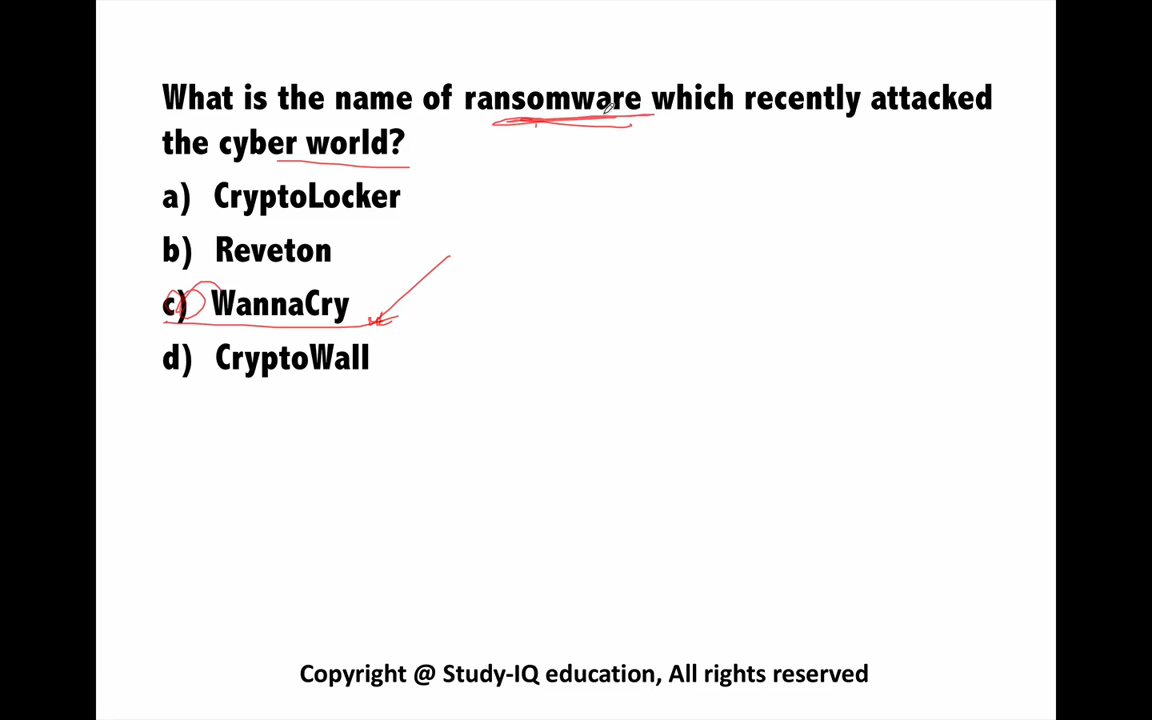 What is the name of ransomware which recently attacked
the cyber world?
a) CryptoLocker
b) Reveton
c) WannaCry
d) CryptoWall
Copyright @ Study-IQ education, All rights reserved